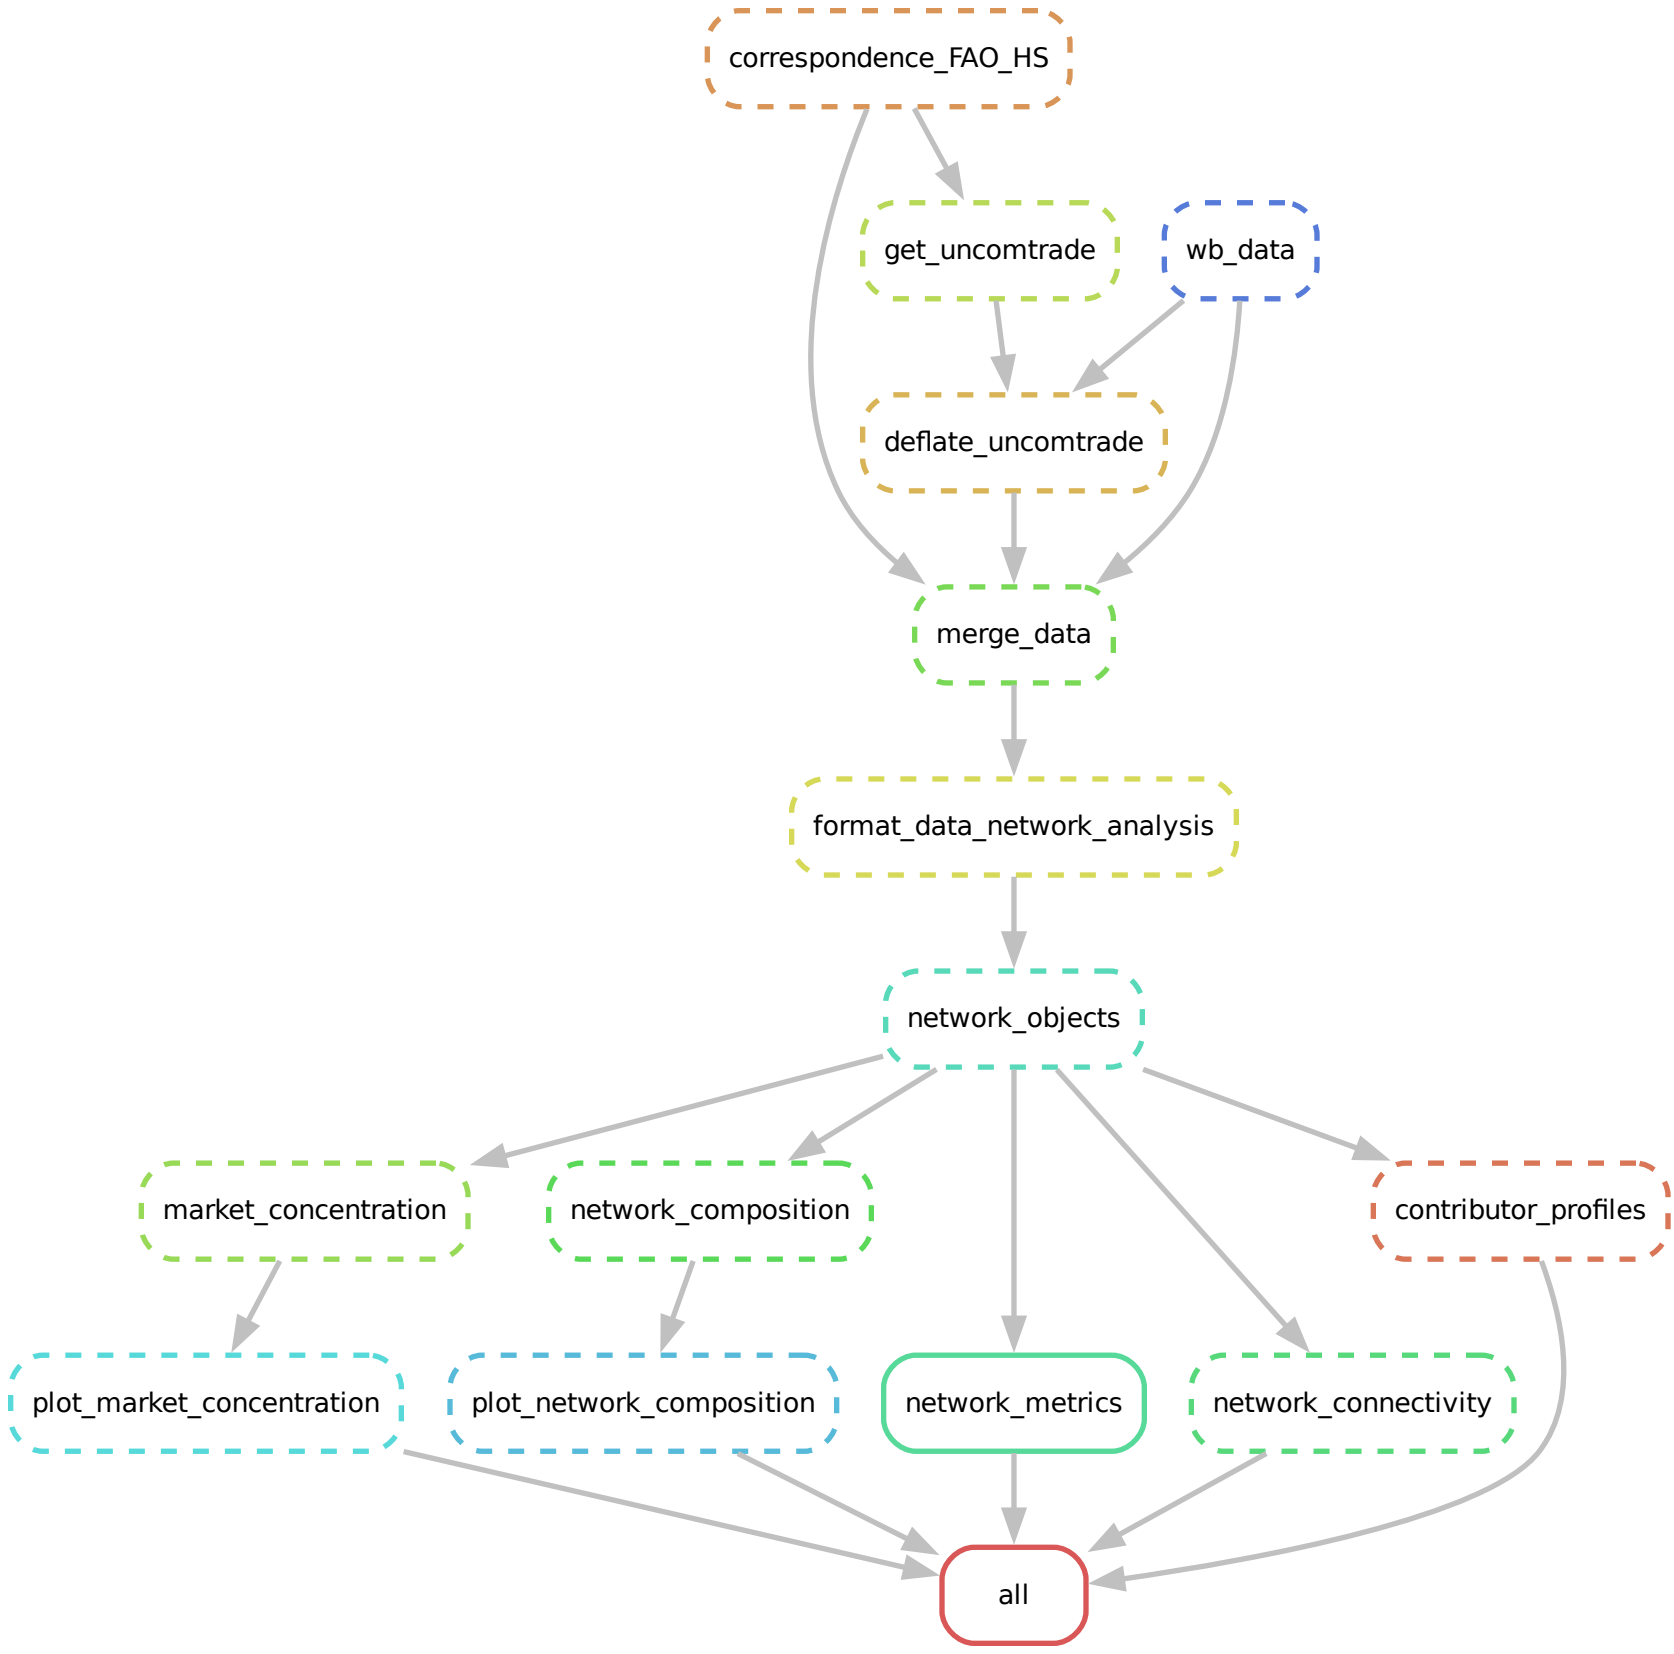 correspondence_FAO_HS
get_uncomtrade
wb_data
deflate_uncomtrade
merge_data
format_data_network_analysis
network_objects
market_concentration
network_composition
contributor_profiles
plot_market_concentration
plot_network_composition
network_metrics
network_connectivity
all